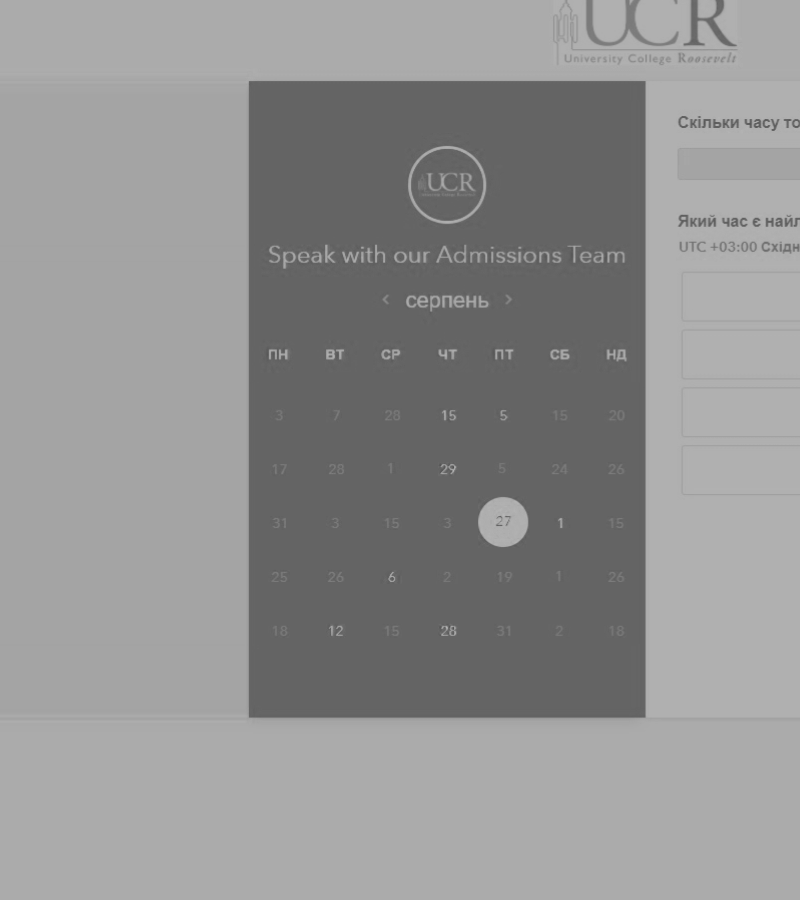 UCR
University College Roosevelt
UCR
Speak with our Admissions Team
‹ серпень ›
ПН ВТ СР ЧТ ПТ СБ НД
3 7 28 15 5 15 20
17 28 1 29 5 24 26
31 3 15 3 27 1 15
25 26 6 2 19 1 26
18 12 15 28 31 2 18
Скільки часу
Який час є
UTC +03:00